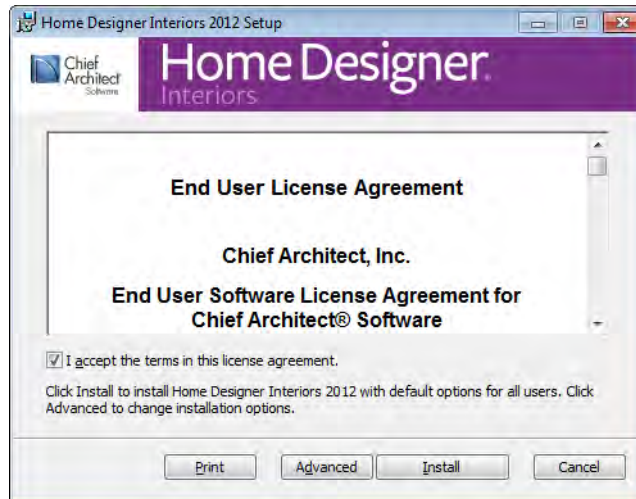 Home Designer Interiors 2012 Setup
Chief
Architect
Software
Home Designer®
Interiors
End User License Agreement
Chief Architect, Inc.
End User Software License Agreement for
Chief Architect® Software
I accept the terms in this license agreement.
Click Install to install Home Designer Interiors 2012 with default options for all users. Click
Advanced to change installation options.
Print
Advanced
Install
Cancel